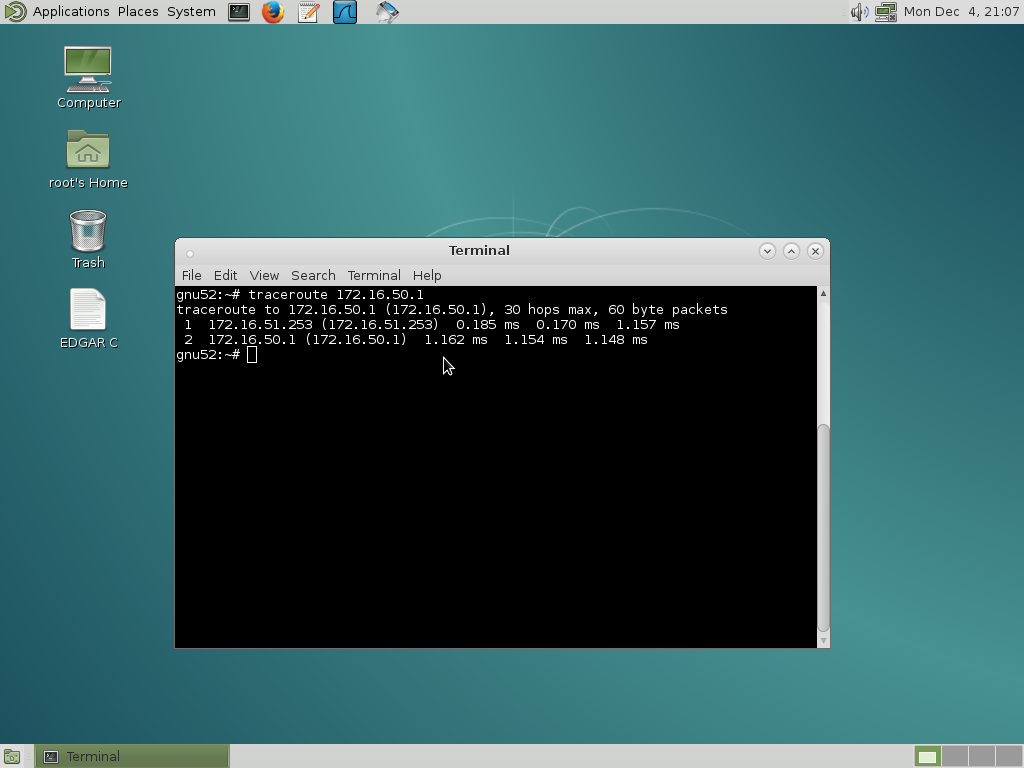 Applications Places System
Mon Dec  4, 21:07
Computer
root's Home
Trash
EDGAR C
Terminal
File Edit View Search Terminal Help
gnu52:~# traceroute 172.16.50.1
traceroute to 172.16.50.1 (172.16.50.1), 30 hops max, 60 byte packets
 1  172.16.51.253 (172.16.51.253)  0.185 ms  0.170 ms  1.157 ms
 2  172.16.50.1 (172.16.50.1)  1.162 ms  1.154 ms  1.148 ms
gnu52:~#
Terminal